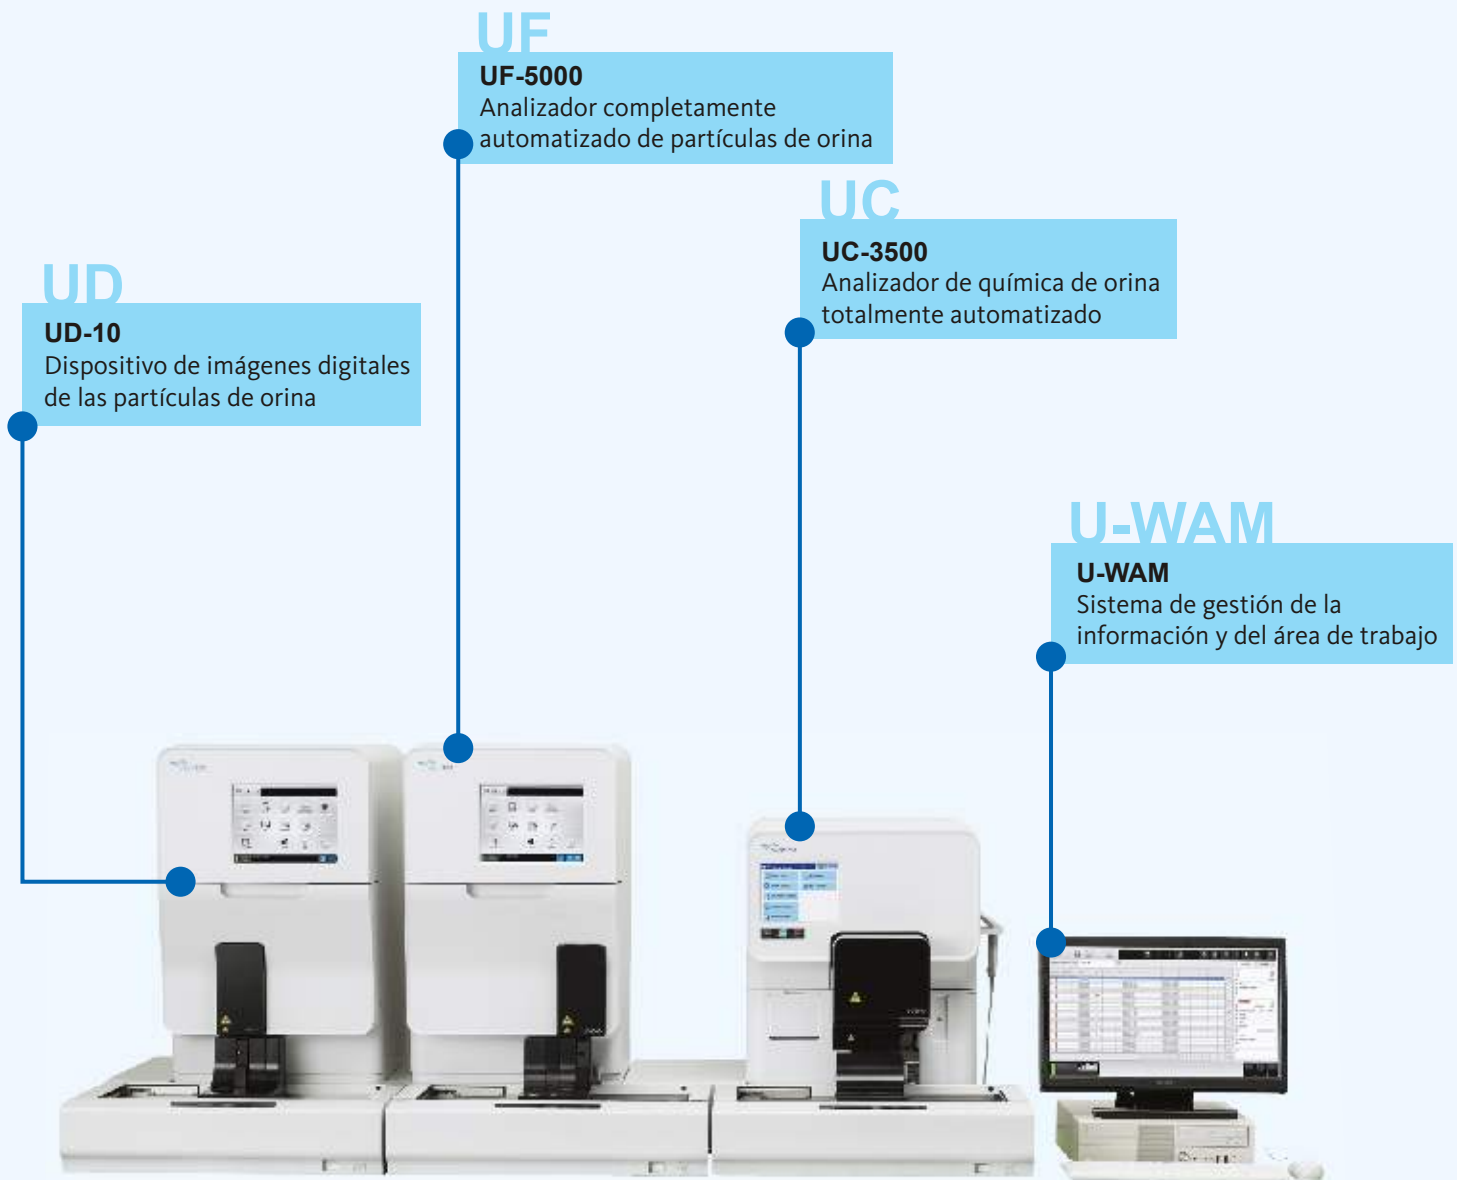 UF
UF-5000
Analizador completamente
automatizado de partículas de orina
UC
UC-3500
Analizador de química de orina
totalmente automatizado
UD
UD-10
Dispositivo de imágenes digitales
de las partículas de orina
U-WAM
U-WAM
Sistema de gestión de la
información y del área de trabajo